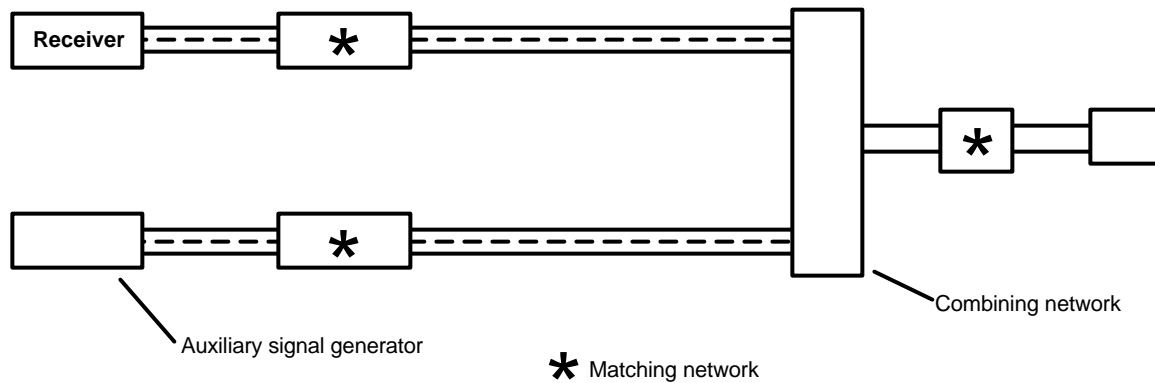 Receiver
*
*
*
Combining network
Auxiliary signal generator
* Matching network